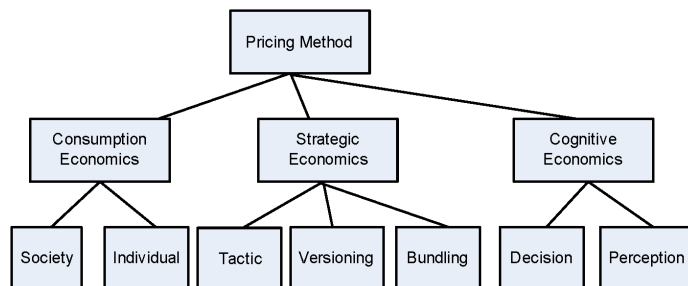 Pricing Method
Consumption
Economics
Strategic
Economics
Cognitive
Economics
Society
Individual
Tactic
Versioning
Bundling
Decision
Perception